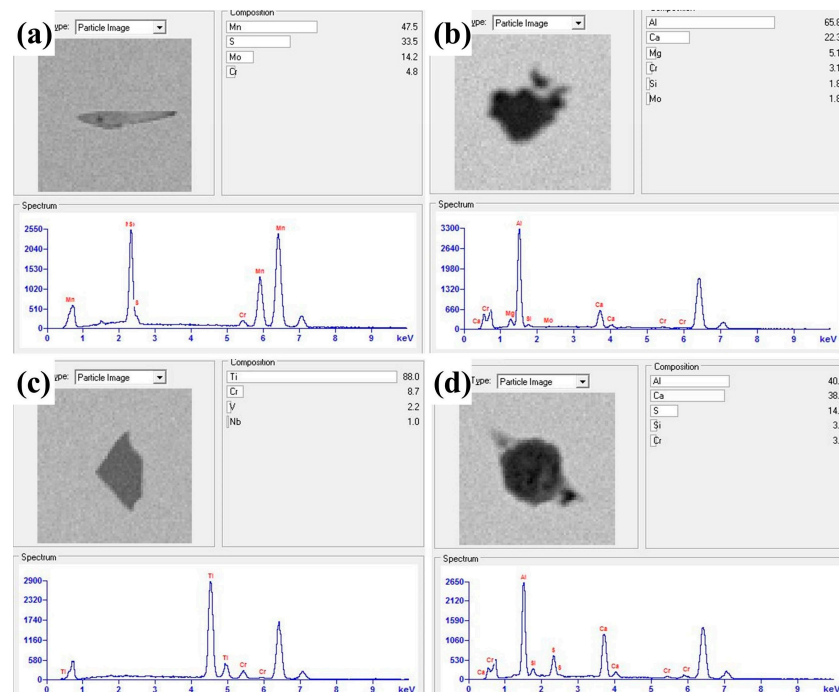 (a)
ype: Particle Image
Composition
Mn 47.5
S 33.5
Mo 14.2
Cr 4.8
Spectrum
2550
2040
1530
1020
510
0
Mn
S
Cr
Mn
Mn
0 1 2 3 4 5 6 7 8 9 keV
(b)
ype: Particle Image
Composition
Al 65.8
Ca 22.3
Mg 5.1
Cr 3.1
Si 1.8
Mo 1.8
Spectrum
3300
2640
1980
1320
660
0
Ca
Cr
Mg
Al
Si
Mo
Ca
Ca
Cr
Cr
0 1 2 3 4 5 6 7 8 9 keV
(c)
ype: Particle Image
Composition
Ti 88.0
Cr 8.7
V 2.2
Nb 1.0
Spectrum
2900
2320
1740
1160
580
0
Ti
Ti
Ti
Cr
Cr
0 1 2 3 4 5 6 7 8 9 keV
(d)
Type: Particle Image
Composition
Al 40.
Ca 38.
S 14.
Si 3.
Cr 3.
Spectrum
2650
2120
1590
1060
530
0
Ca
Cr
Al
Si
S
S
Ca
Ca
Cr
Cr
0 1 2 3 4 5 6 7 8 9 keV